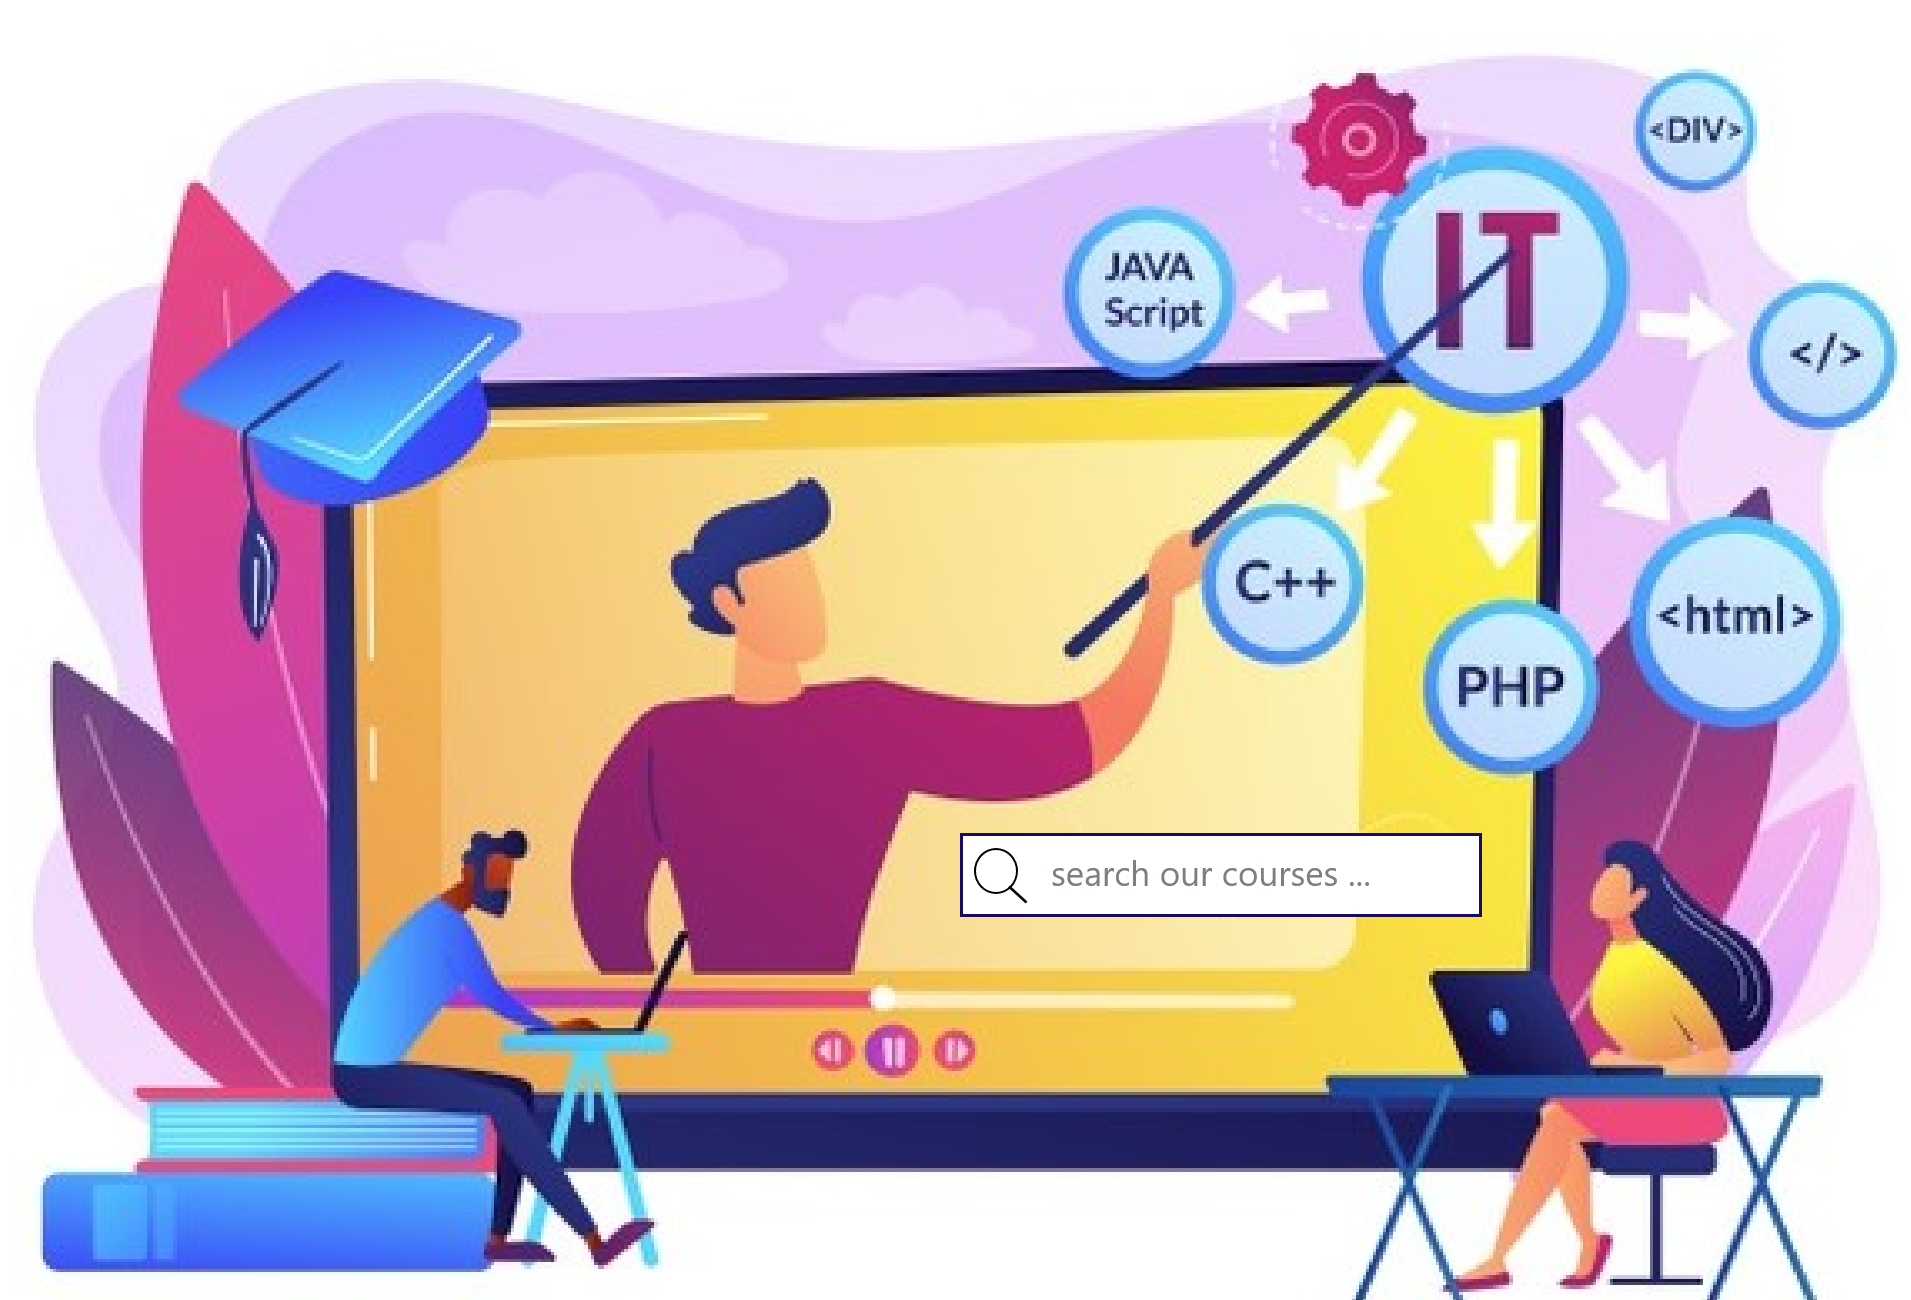 <DIV>
IT
JAVA
Script
</>
C++
<html>
PHP
search our courses ...